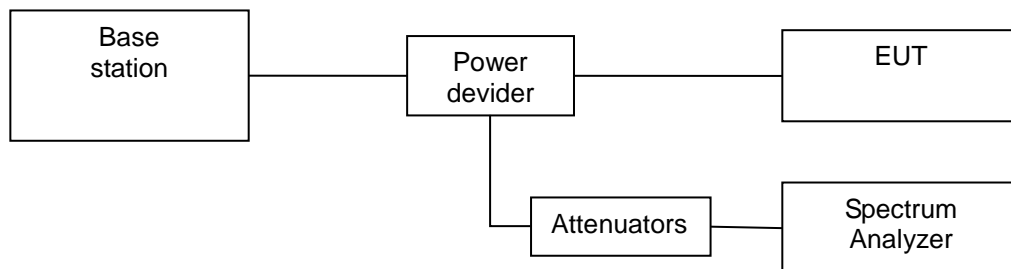 Base
station
Power
devider
EUT
Attenuators
Spectrum
Analyzer